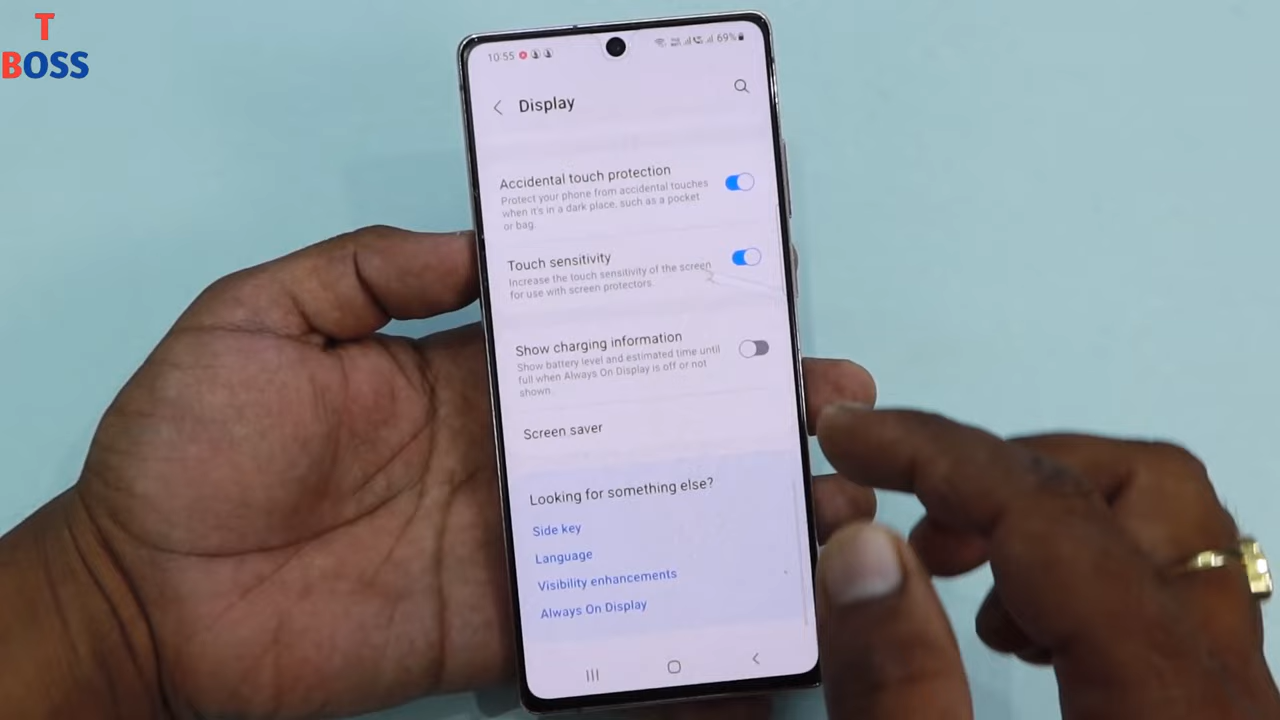 T
BOSS
10:55 69%
Display
Accidental touch protection
Protect your phone from accidental touches
when it's in a dark place, such as a pocket
or bag.
Touch sensitivity
Increase the touch sensitivity of the screen
for use with screen protectors.
Show charging information
Show battery level and estimated time until
full when Always On Display is off or not
shown.
Screen saver
Looking for something else?
Side key
Language
Visibility enhancements
Always On Display